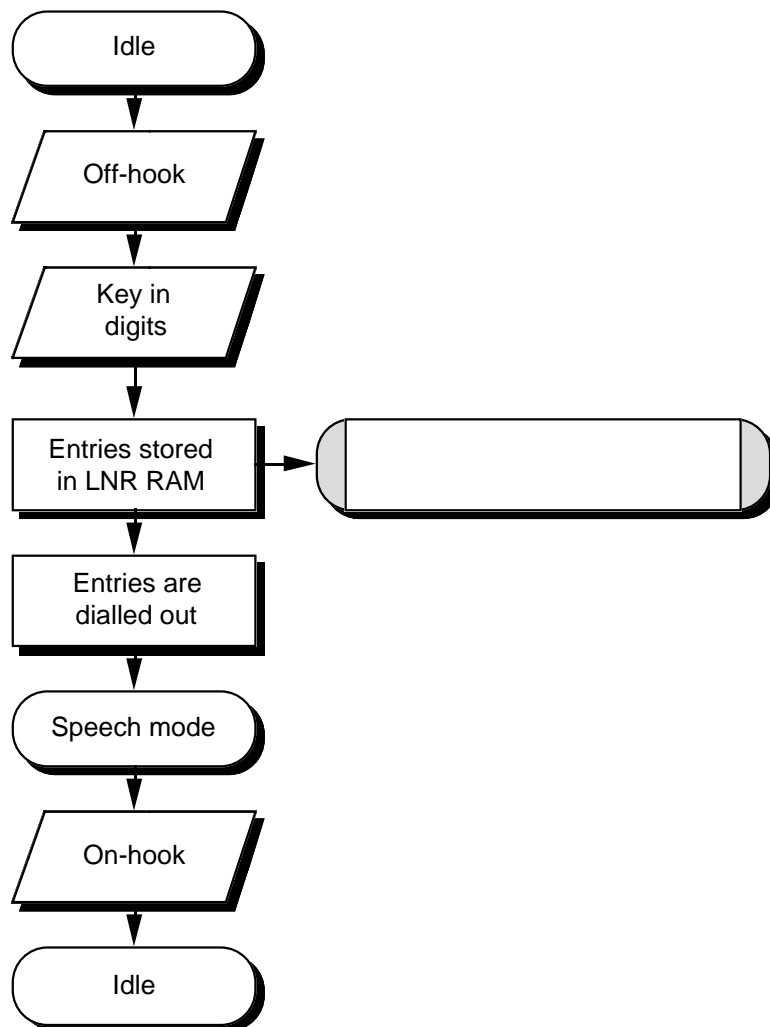 Idle
Off-hook
Key in
digits
Entries stored
in LNR RAM
Entries are
dialled out
Speech mode
On-hook
Idle